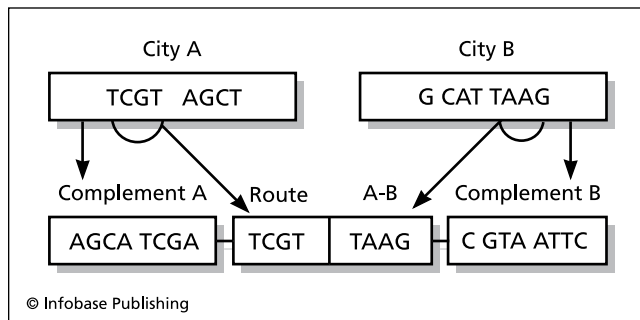 City A City B
TCGT AGCT G CAT TAAG
Complement A Route A-B Complement B
AGCA TCGA TCGT TAAG C GTA ATTC
© Infobase Publishing